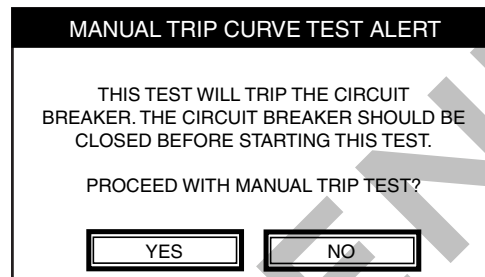 MANUAL TRIP CURVE TEST ALERT
THIS TEST WILL TRIP THE CIRCUIT
BREAKER. THE CIRCUIT BREAKER SHOULD BE
CLOSED BEFORE STARTING THIS TEST.
PROCEED WITH MANUAL TRIP TEST?
YES NO